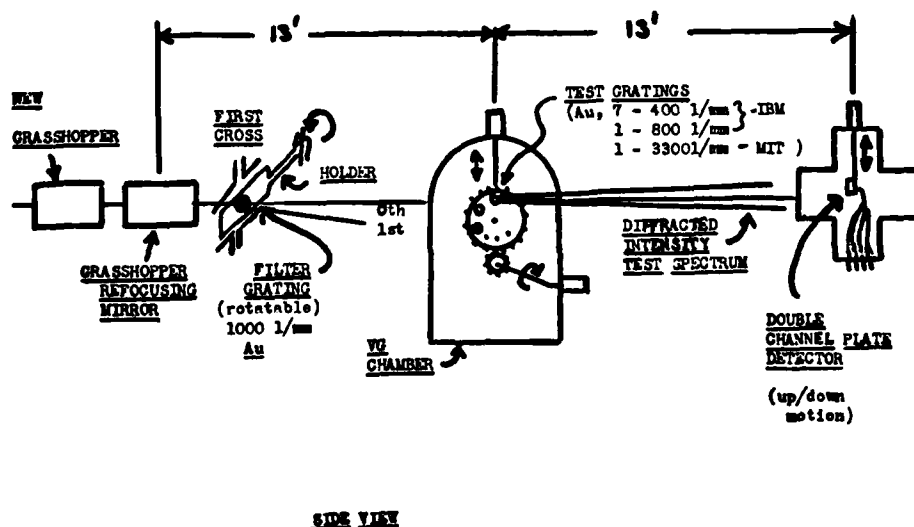 13'
13'
NEW
GRASSHOPPER
FIRST
CROSS
HOLDER
TEST GRATINGS
(Au, 7 - 400 l/mm } -IBM
1 - 800 l/mm
1 - 3300l/mm - MIT )
0th
1st
GRASSHOPPER
REFOCUSING
MIRROR
FILTER
GRATING
(rotatable)
1000 l/mm
Au
VG
CHAMBER
DIFFRACTED
INTENSITY
TEST SPECTRUM
DOUBLE
CHANNEL PLATE
DETECTOR
(up/down
motion)
SIDE VIEW